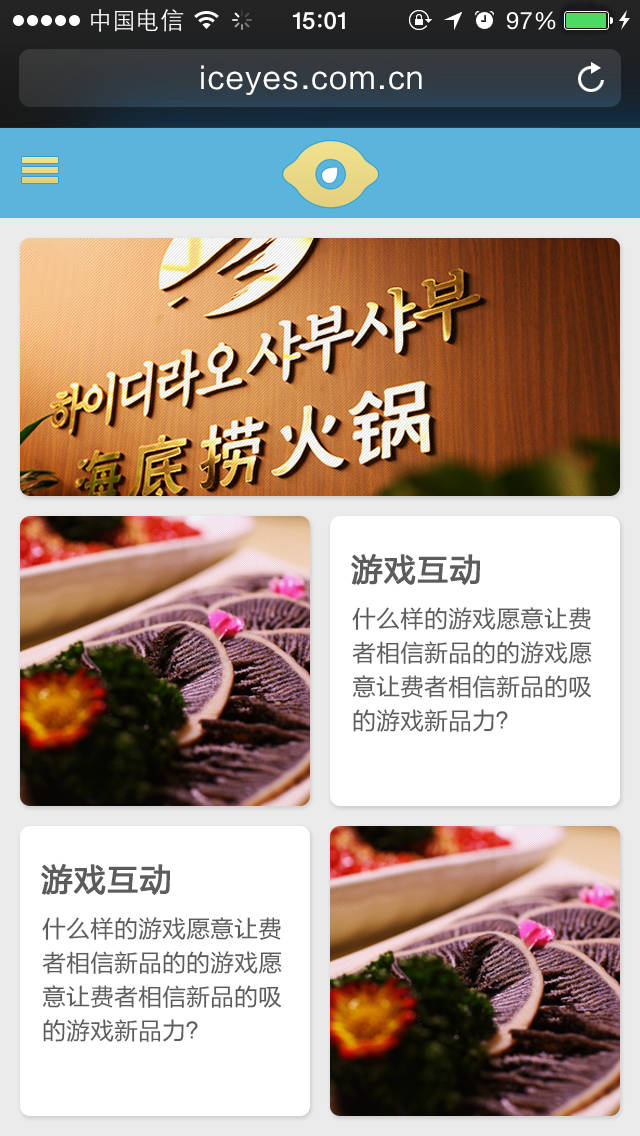 中国电信
15:01
97%
iceyes.com.cn
하이디라오 샤부샤부
海底捞火锅
游戏互动
什么样的游戏愿意让费
者相信新品的的游戏愿
意让费者相信新品的吸
的游戏新品力?
游戏互动
什么样的游戏愿意让费
者相信新品的的游戏愿
意让费者相信新品的吸
的游戏新品力?